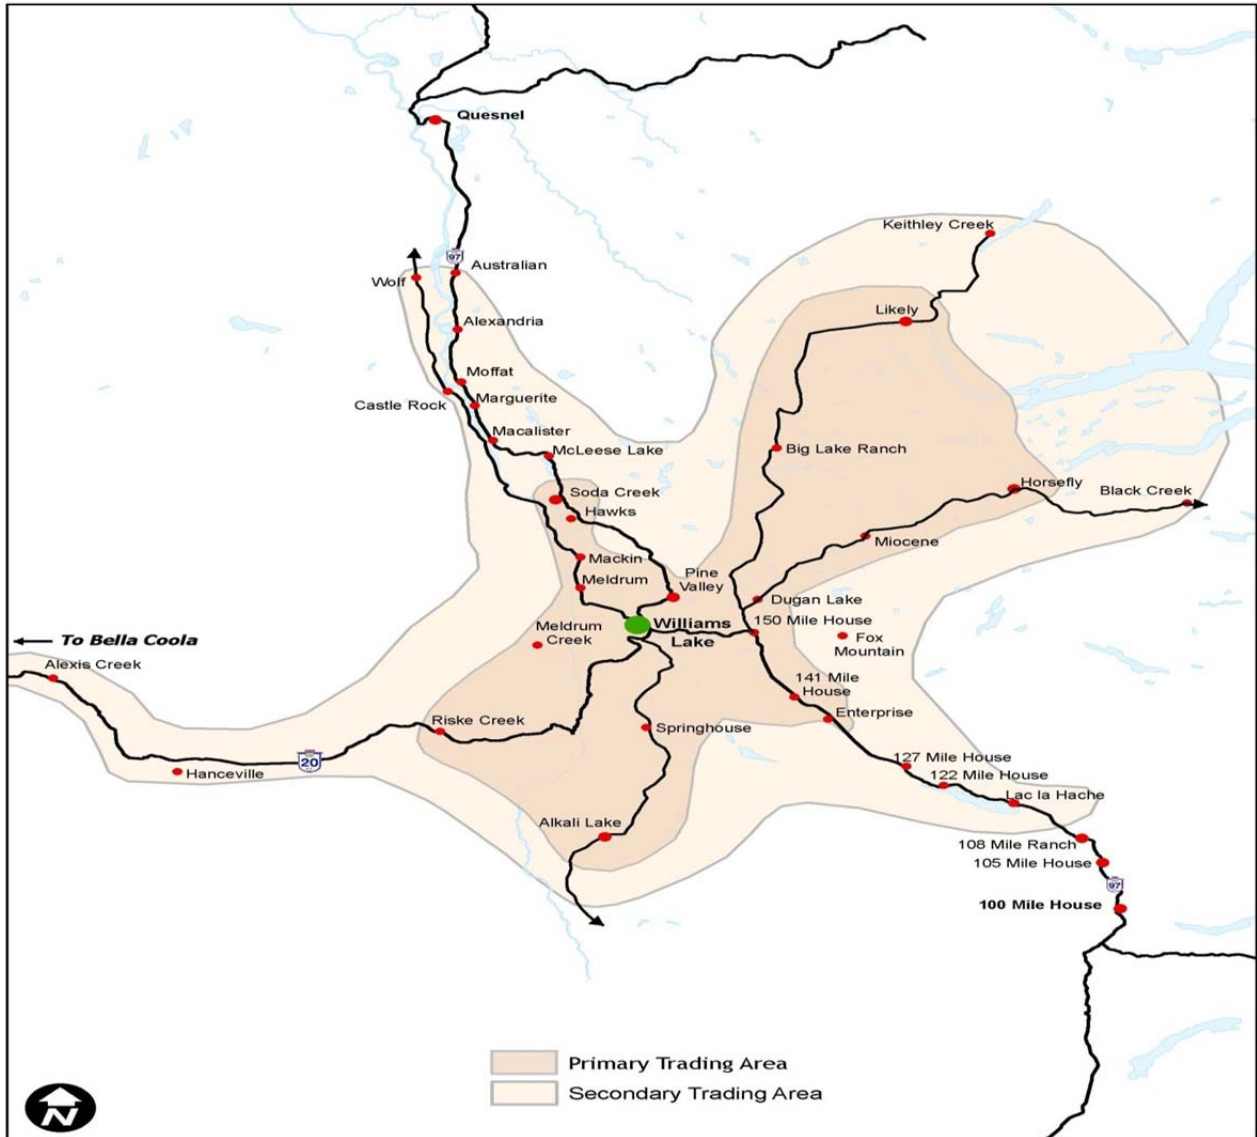 Quesnel
Keithley Creek
97
Australian
Wolf
Likely
Alexandria
Moffat
Castle Rock
Marguerite
Macalister
McLeese Lake
Big Lake Ranch
Soda Creek
Hawks
Horsefly
Black Creek
Miocene
Mackin
Meldrum
Pine
Valley
Dugan Lake
Williams
Lake
150 Mile House
Meldrum
Creek
Fox
Mountain
To Bella Coola
Alexis Creek
141 Mile
House
Enterprise
Riske Creek
Springhouse
20
Hanceville
127 Mile House
122 Mile House
Lac la Hache
Alkali Lake
108 Mile Ranch
105 Mile House
97
100 Mile House
Primary Trading Area
Secondary Trading Area
N